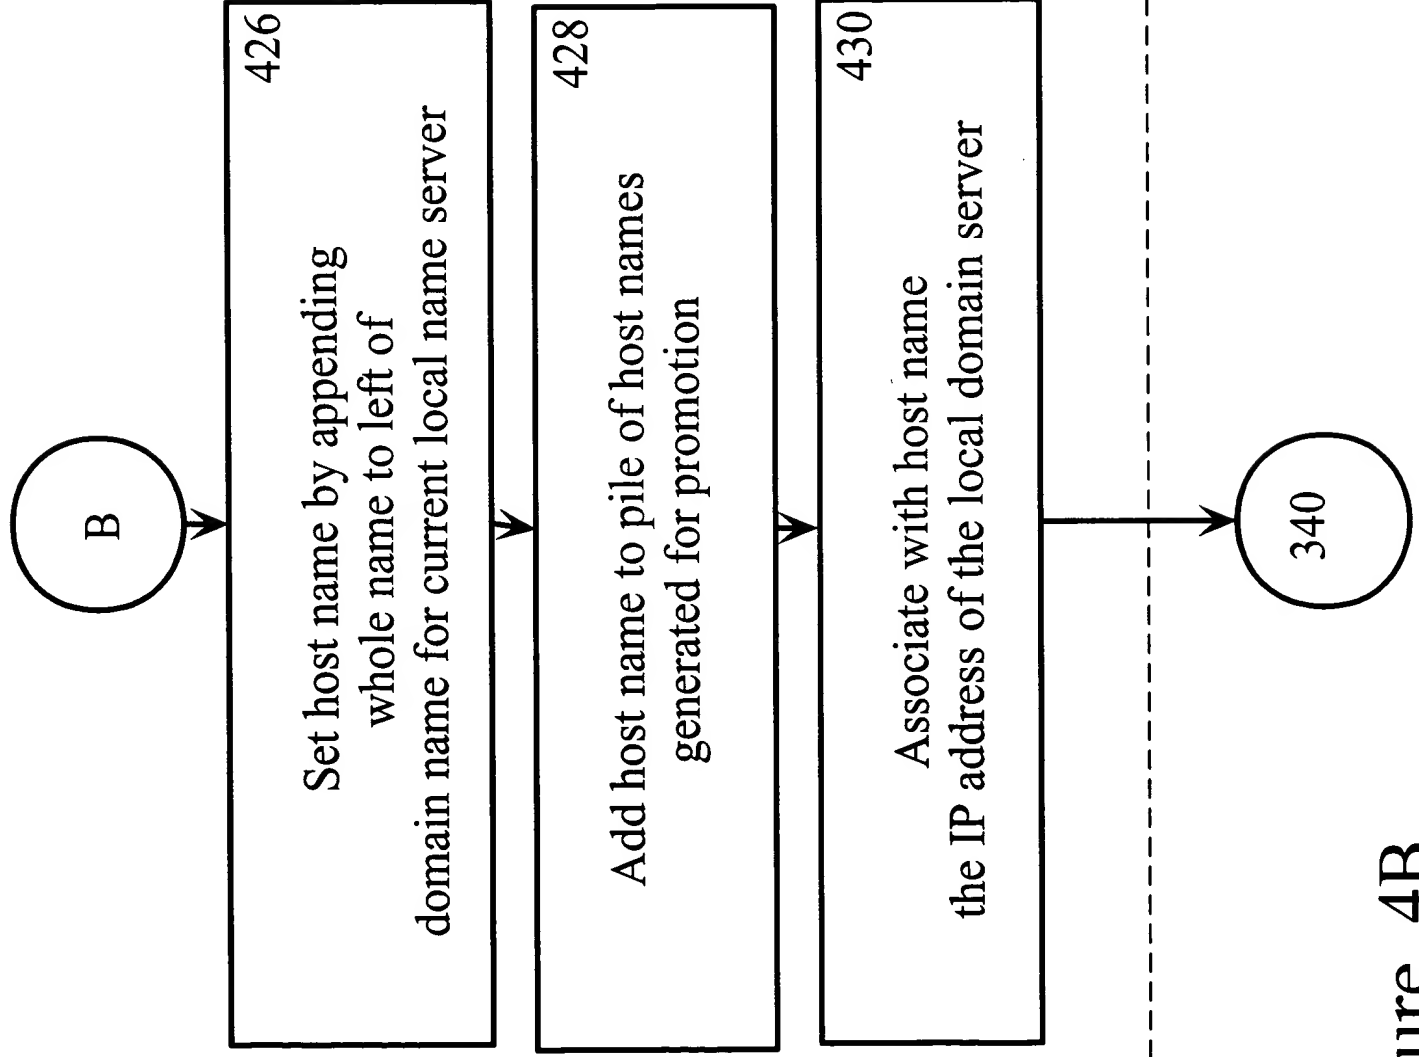 B
426
Set host name by appending
whole name to left of
domain name for current local name server
428
Add host name to pile of host names
generated for promotion
430
Associate with host name
the IP address of the local domain server
340
ure 4B